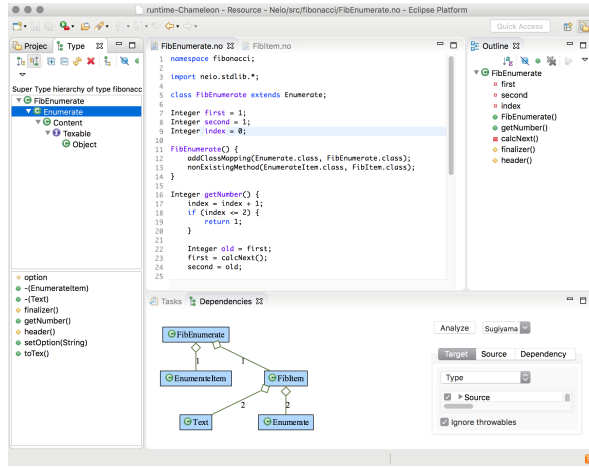 runtime-Chameleon - Resource - Neio/src/fibonacci/FibEnumerate.no - Eclipse Platform
Quick Access
Projec
Type
Super Type hierarchy of type fibonacc
FibEnumerate
Enumerate
Content
Texable
Object
option
-(EnumerateItem)
-(Text)
finalizer()
getNumber()
header()
setOption(String)
toTex()
FibEnumerate.no
FibItem.no
1 namespace fibonacci;
2
3 import neio.stdlib.*;
4
5 class FibEnumerate extends Enumerate;
6
7 Integer first = 1;
8 Integer second = 1;
9 Integer index = 0;
10
11 FibEnumerate() {
12 addClassMapping(Enumerate.class, FibEnumerate.class);
13 nonExistingMethod(EnumerateItem.class, FibItem.class);
14 }
15
16 Integer getNumber() {
17 index = index + 1;
18 if (index <= 2) {
19 return 1;
20 }
21
22 Integer old = first;
23 first = calcNext();
24 second = old;
25
Outline
FibEnumerate
first
second
index
FibEnumerate()
getNumber()
calcNext()
finalizer()
header()
Tasks
Dependencies
FibEnumerate
1
1
EnumerateItem
FibItem
2
2
Text
Enumerate
Analyze
Sugiyama
Target
Source
Dependency
Type
Source
Ignore throwables